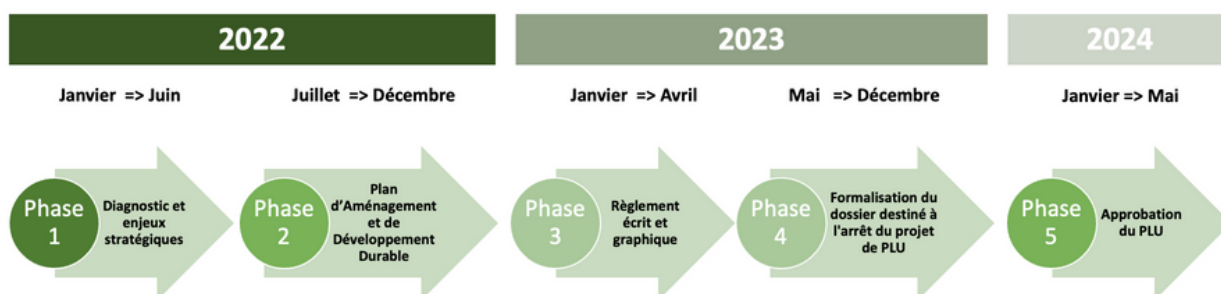 2022
2023
2024
Janvier => Juin
Juillet => Décembre
Janvier => Avril
Mai => Décembre
Janvier => Mai
Phase
1
Diagnostic et
enjeux
stratégiques
Phase
2
Plan
d’Aménagement
et de
Développement
Durable
Phase
3
Règlement
écrit et
graphique
Phase
4
Formalisation du
dossier destiné à
l'arrêt du projet
de PLU
Phase
5
Approbation
du PLU